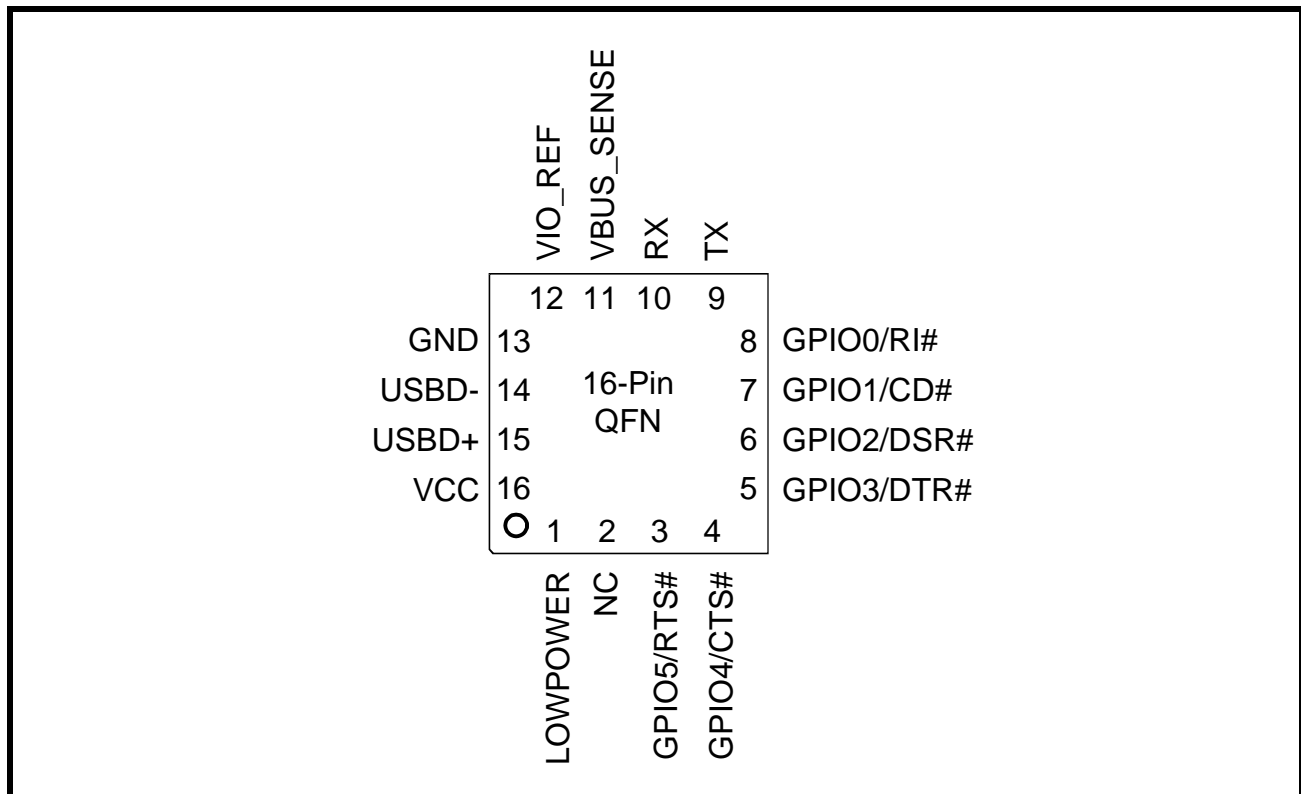 VIO_REF
VBUS_SENSE
RX
TX
12 11 10 9
GND 13
8 GPIO0/RI#
USBD- 14
16-Pin
QFN
7 GPIO1/CD#
USBD+ 15
6 GPIO2/DSR#
VCC 16
5 GPIO3/DTR#
1 2 3 4
LOWPOWER
NC
GPIO5/RTS#
GPIO4/CTS#